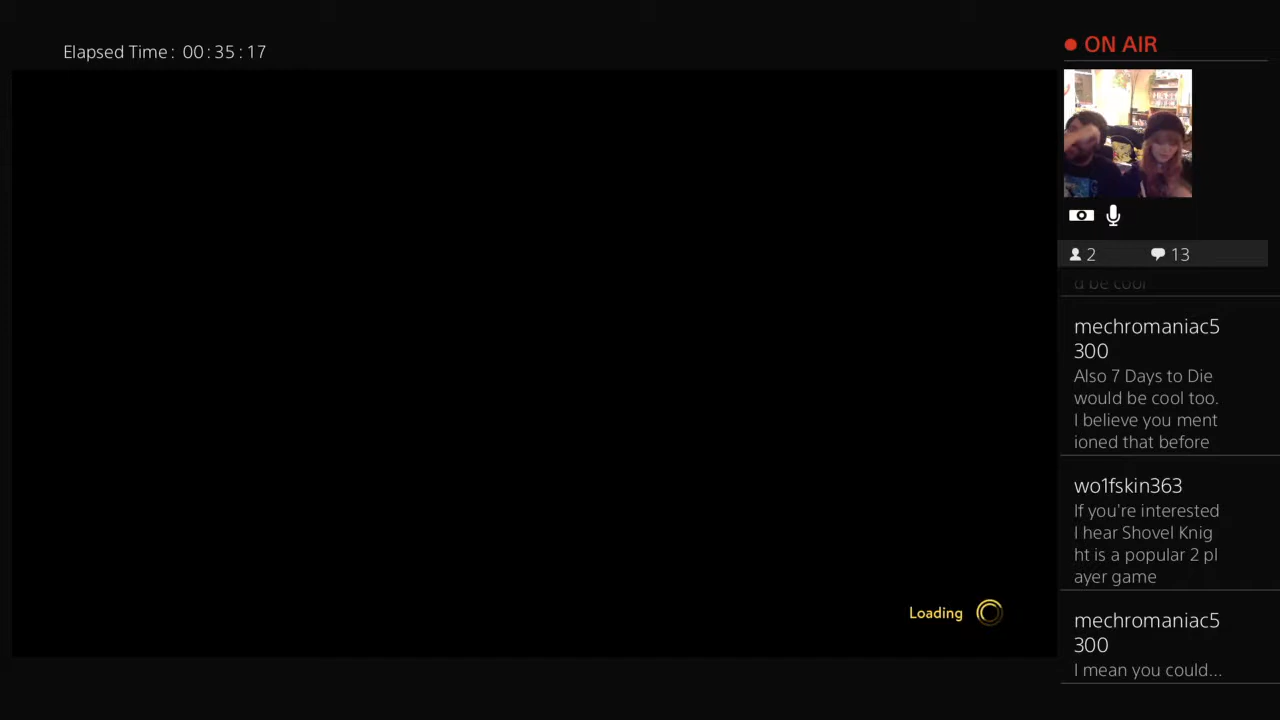 Elapsed Time: 00:35:17
ON AIR
2 13
d be cool
mechromaniac5
300
Also 7 Days to Die
would be cool too.
I believe you ment
ioned that before
wo1fskin363
If you're interested
I hear Shovel Knig
ht is a popular 2 pl
ayer game
Loading
mechromaniac5
300
I mean you could...